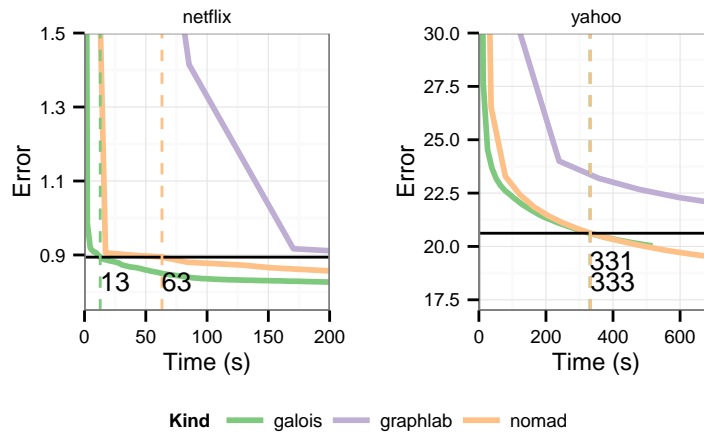 netflix
yahoo
Error
1.5
1.3
1.1
0.9
13
63
0 50 100 150 200
Time (s)
Error
30.0
27.5
25.0
22.5
20.0
17.5
331
333
0 200 400 600
Time (s)
Kind galois graphlab nomad